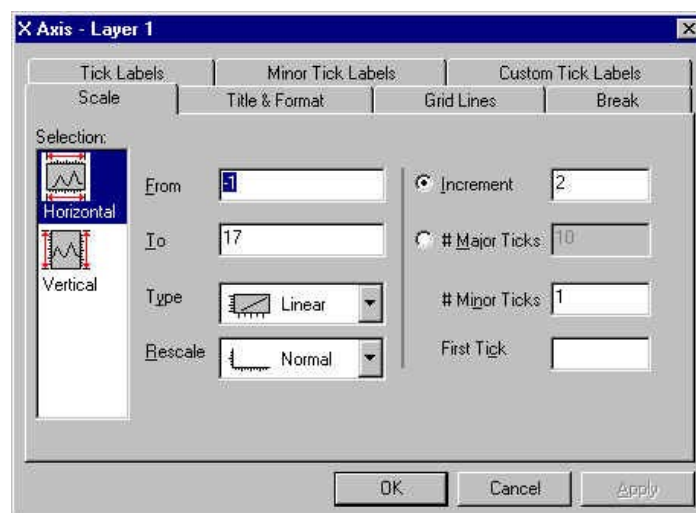 X Axis - Layer 1
Tick Labels Minor Tick Labels Custom Tick Labels
Scale Title & Format Grid Lines Break
Selection:
Horizontal
Vertical
From -1
To 17
Type Linear
Rescale Normal
Increment 2
# Major Ticks 10
# Minor Ticks 1
First Tick
OK Cancel Apply